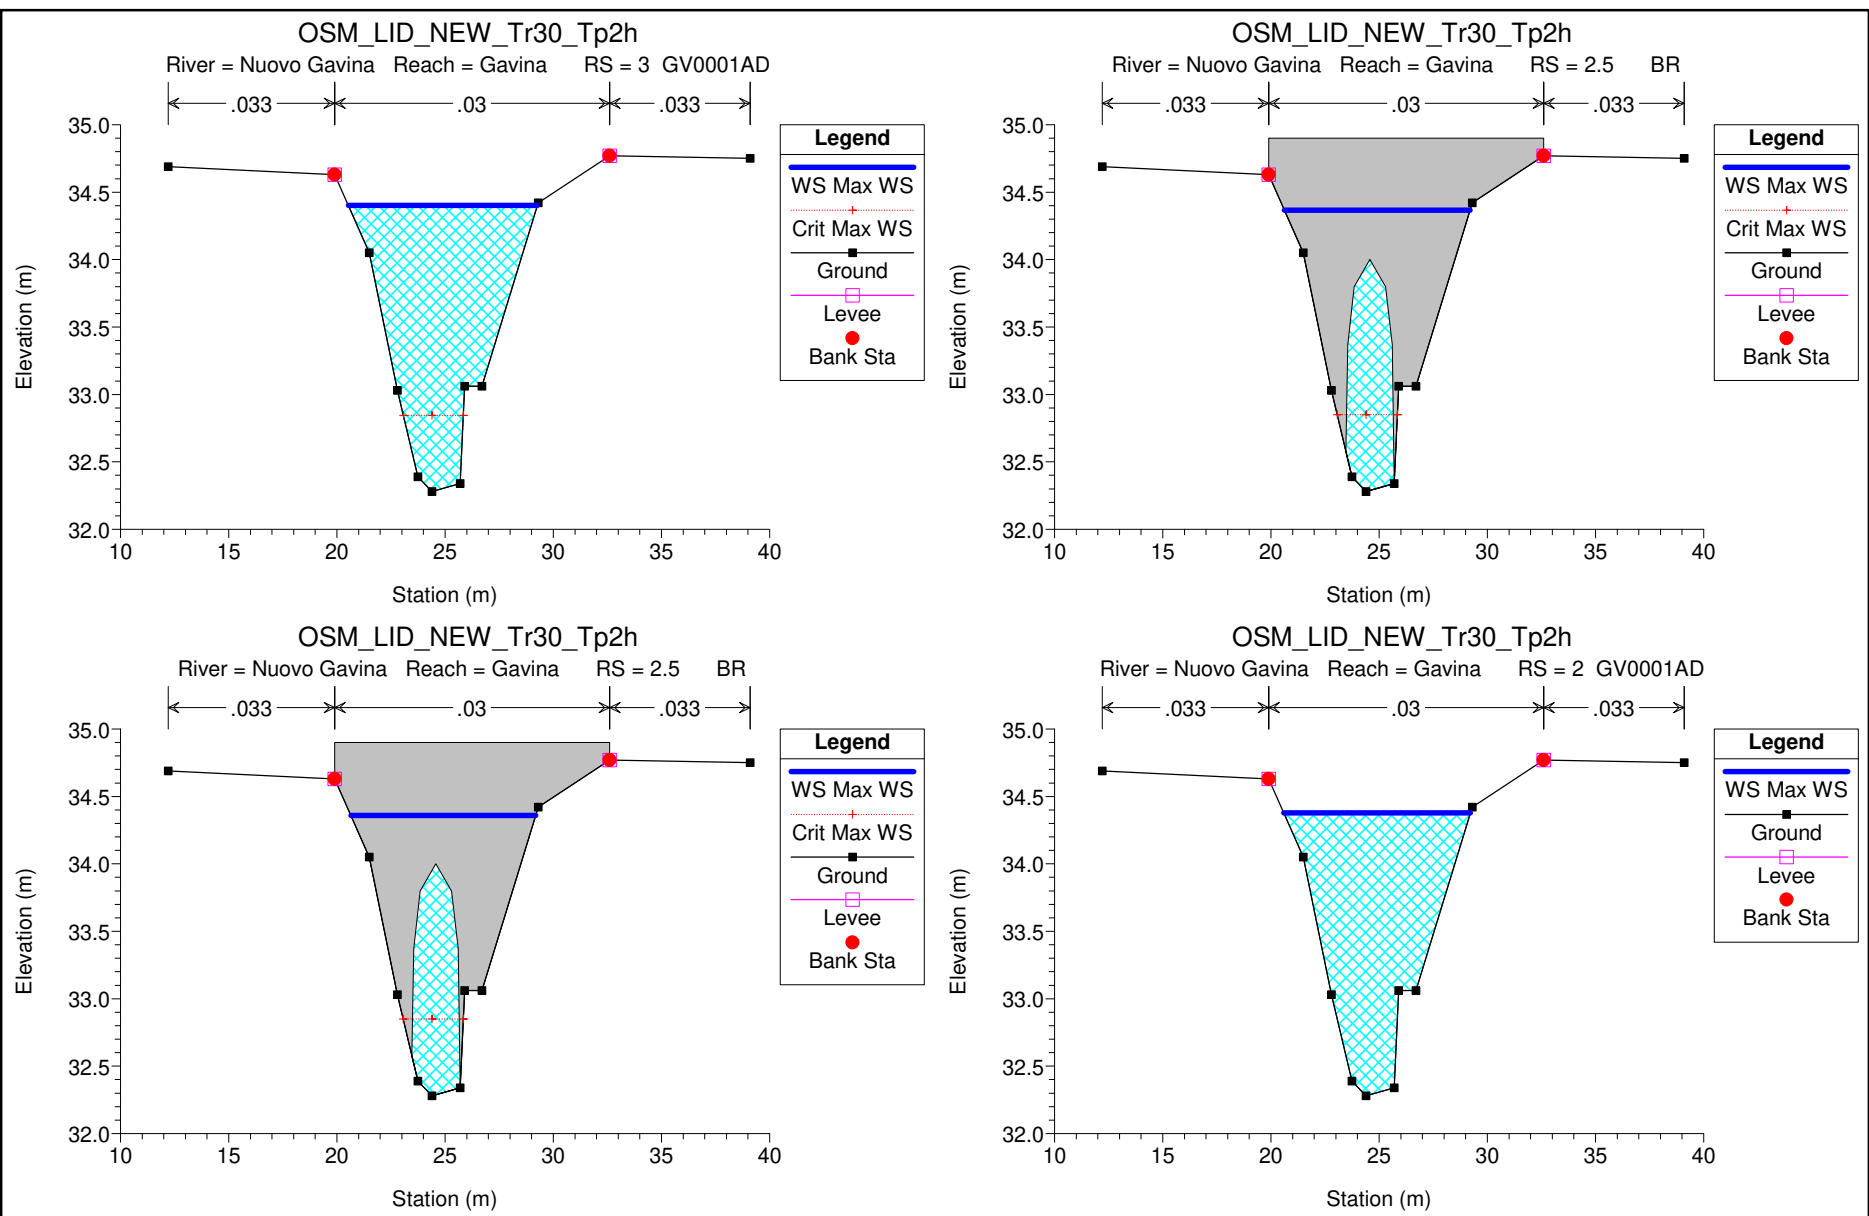 OSM_LID_NEW_Tr30_Tp2h
River = Nuovo Gavina Reach = Gavina RS = 3 GV0001AD
.033 .03 .033
35.0
34.5
34.0
33.5
33.0
32.5
32.0
Elevation (m)
10 15 20 25 30 35 40
Station (m)
Legend
WS Max WS
Crit Max WS
Ground
Levee
Bank Sta
OSM_LID_NEW_Tr30_Tp2h
River = Nuovo Gavina Reach = Gavina RS = 2.5 BR
.033 .03 .033
35.0
34.5
34.0
33.5
33.0
32.5
32.0
Elevation (m)
10 15 20 25 30 35 40
Station (m)
Legend
WS Max WS
Crit Max WS
Ground
Levee
Bank Sta
OSM_LID_NEW_Tr30_Tp2h
River = Nuovo Gavina Reach = Gavina RS = 2.5 BR
.033 .03 .033
35.0
34.5
34.0
33.5
33.0
32.5
32.0
Elevation (m)
10 15 20 25 30 35 40
Station (m)
Legend
WS Max WS
Crit Max WS
Ground
Levee
Bank Sta
OSM_LID_NEW_Tr30_Tp2h
River = Nuovo Gavina Reach = Gavina RS = 2 GV0001AD
.033 .03 .033
35.0
34.5
34.0
33.5
33.0
32.5
32.0
Elevation (m)
10 15 20 25 30 35 40
Station (m)
Legend
WS Max WS
Ground
Levee
Bank Sta